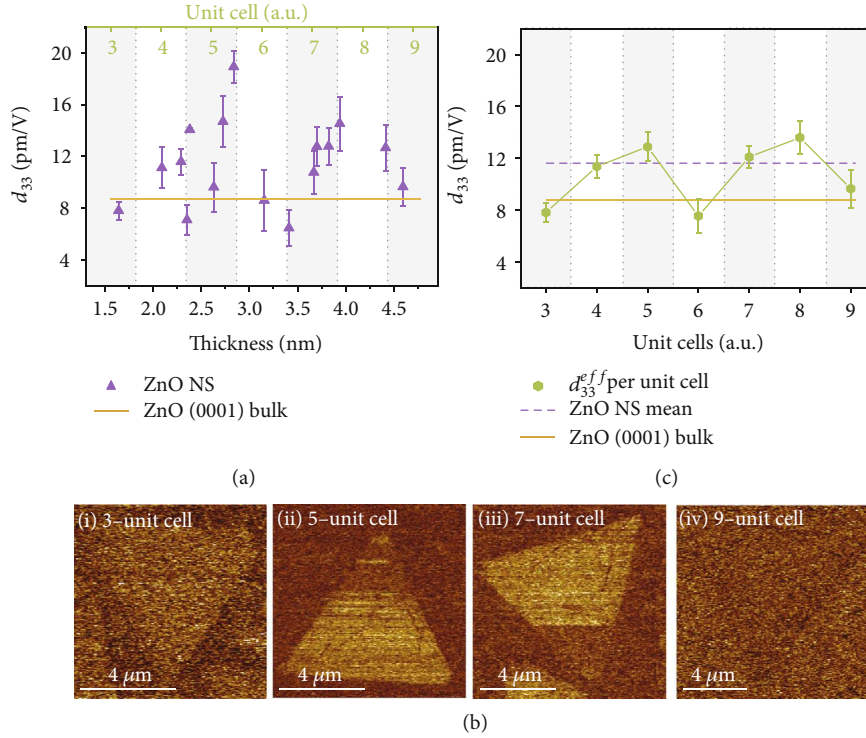 Unit cell (a.u.)
3 4 5 6 7 8 9
20
16
12
8
4
d33 (pm/V)
1.5 2.0 2.5 3.0 3.5 4.0 4.5
Thickness (nm)
ZnO NS
ZnO (0001) bulk
(a)
20
16
12
8
4
d33 (pm/V)
3 4 5 6 7 8 9
Unit cells (a.u.)
d33^eff per unit cell
ZnO NS mean
ZnO (0001) bulk
(c)
(i) 3–unit cell
4 μm
(ii) 5–unit cell
4 μm
(iii) 7–unit cell
4 μm
(iv) 9–unit cell
4 μm
(b)